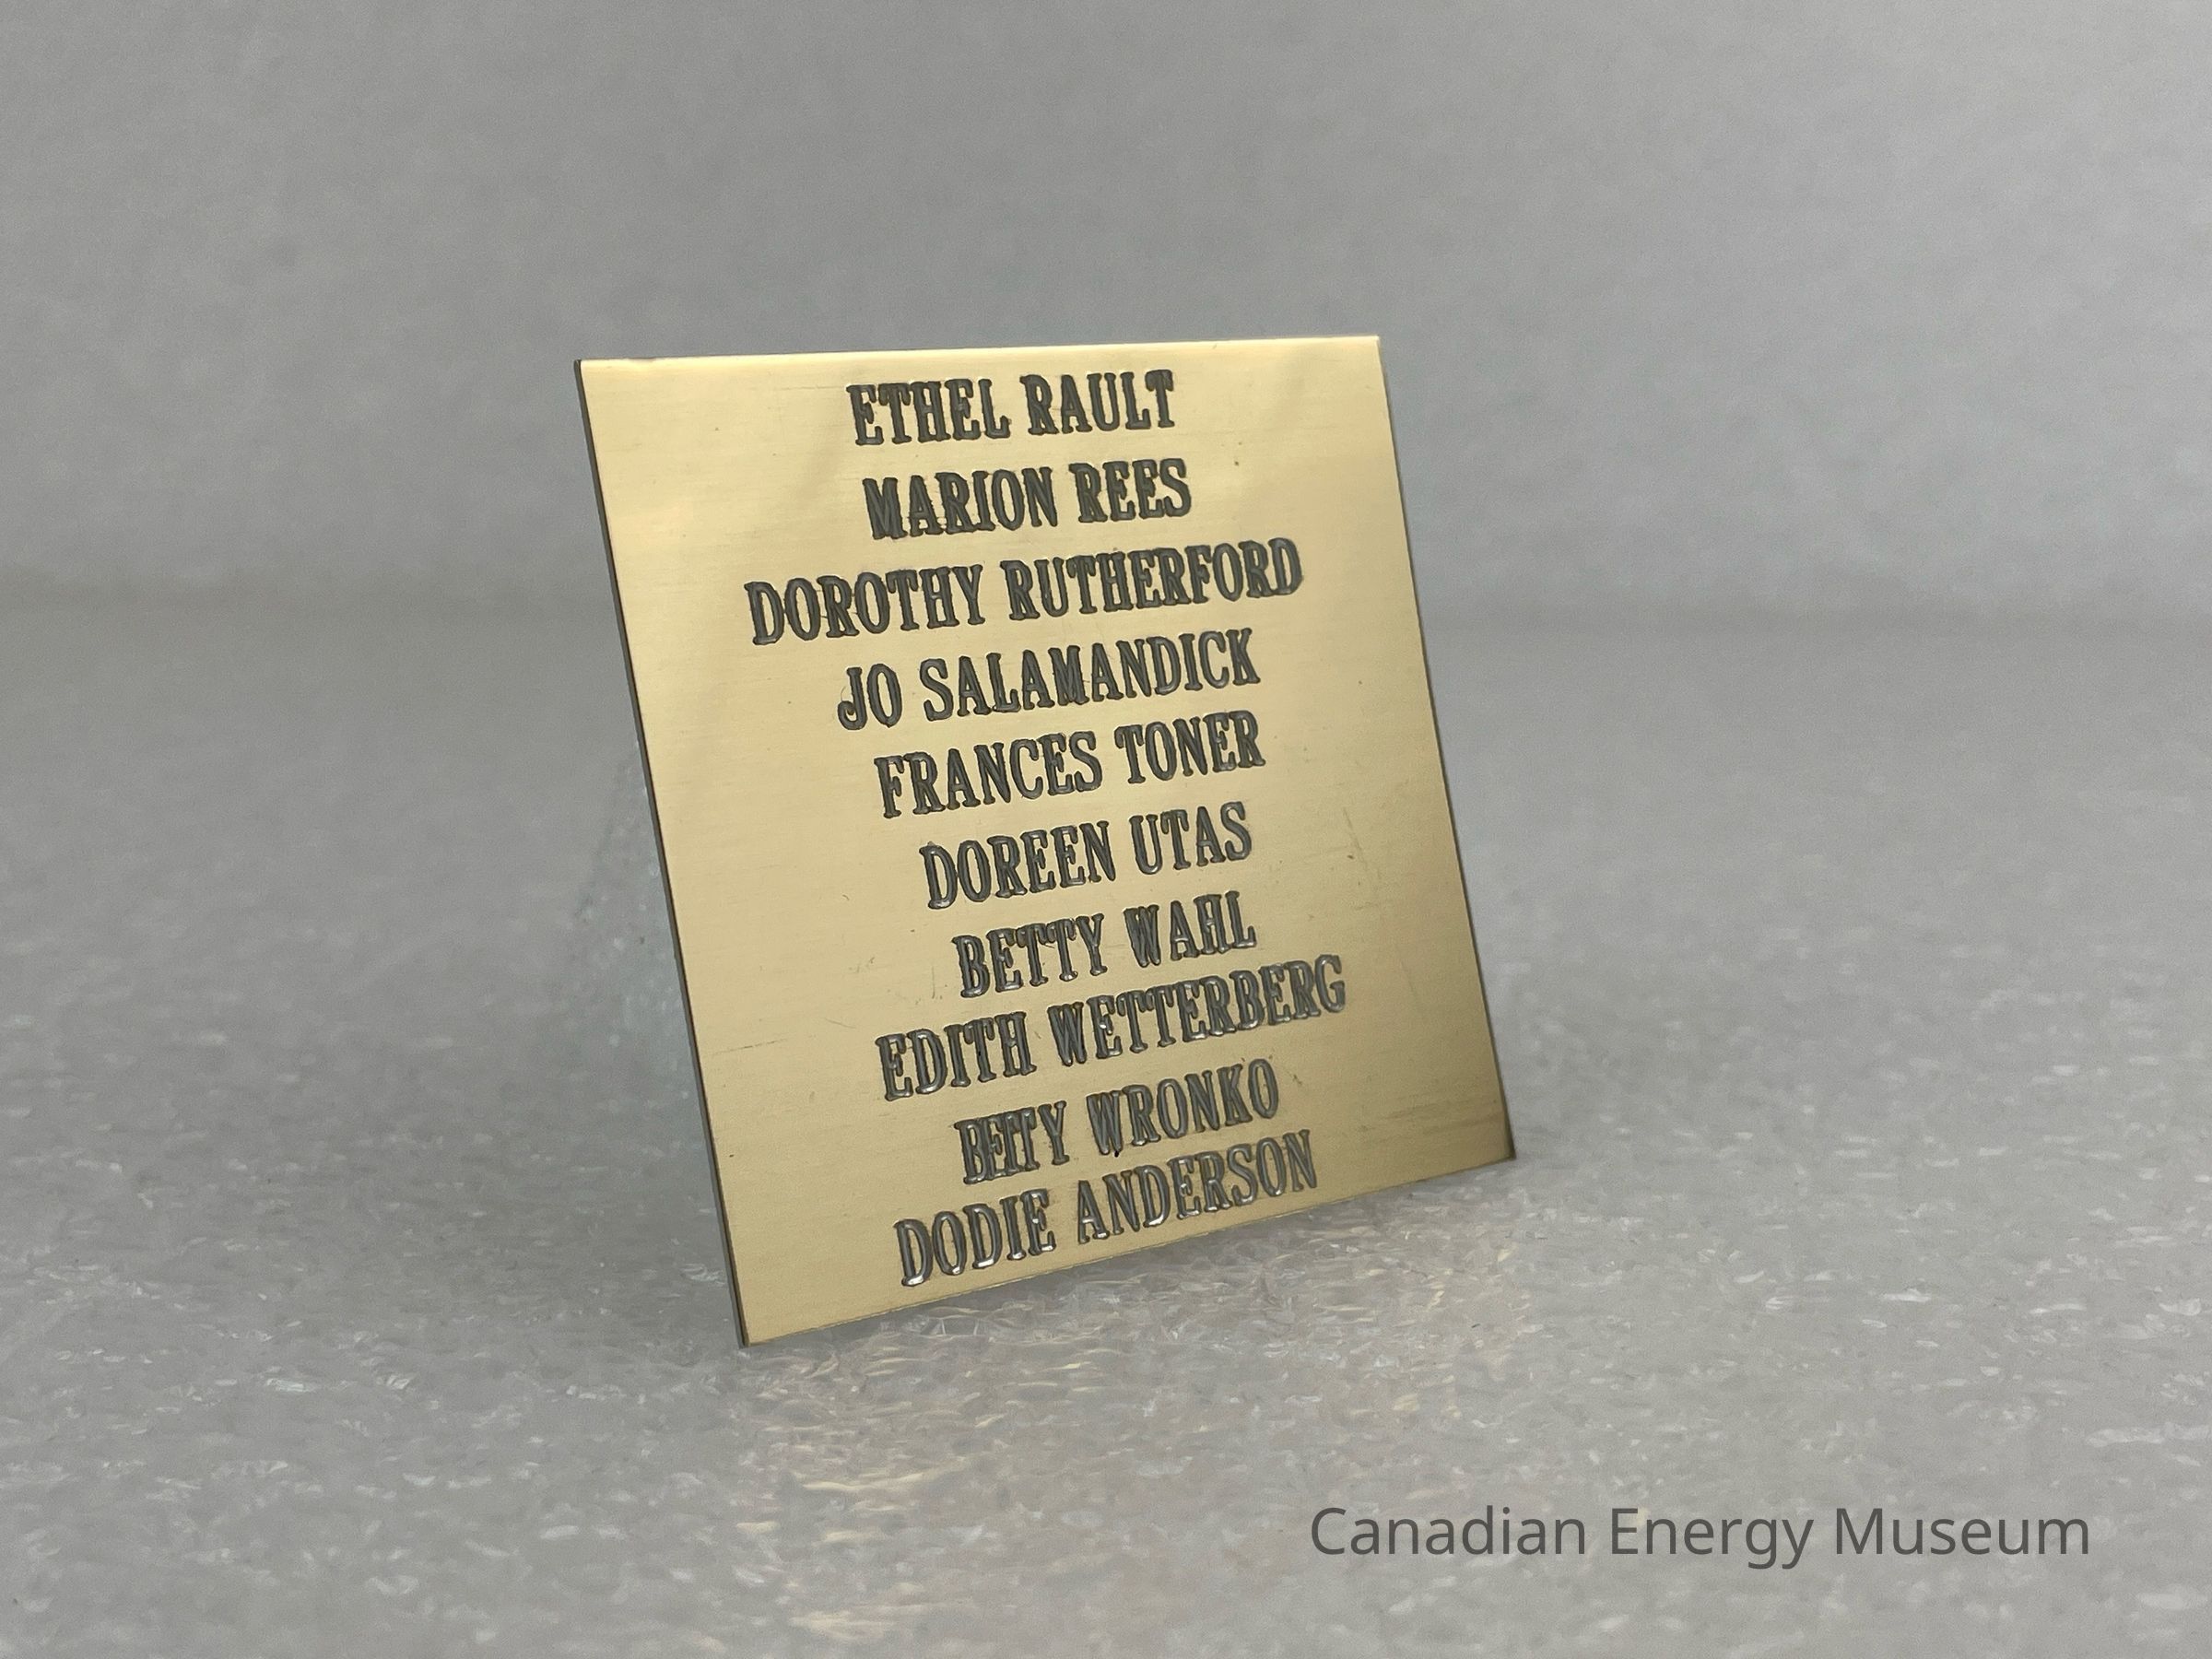 ETHEL RAULT
MARION REES
DOROTHY RUTHERFORD
JO SALAMANDICK
FRANCES TONER
DOREEN UTAS
BETTY WAHL
EDITH WETTERBERG
BETTY WRONKO
DODIE ANDERSON
Canadian Energy Museum